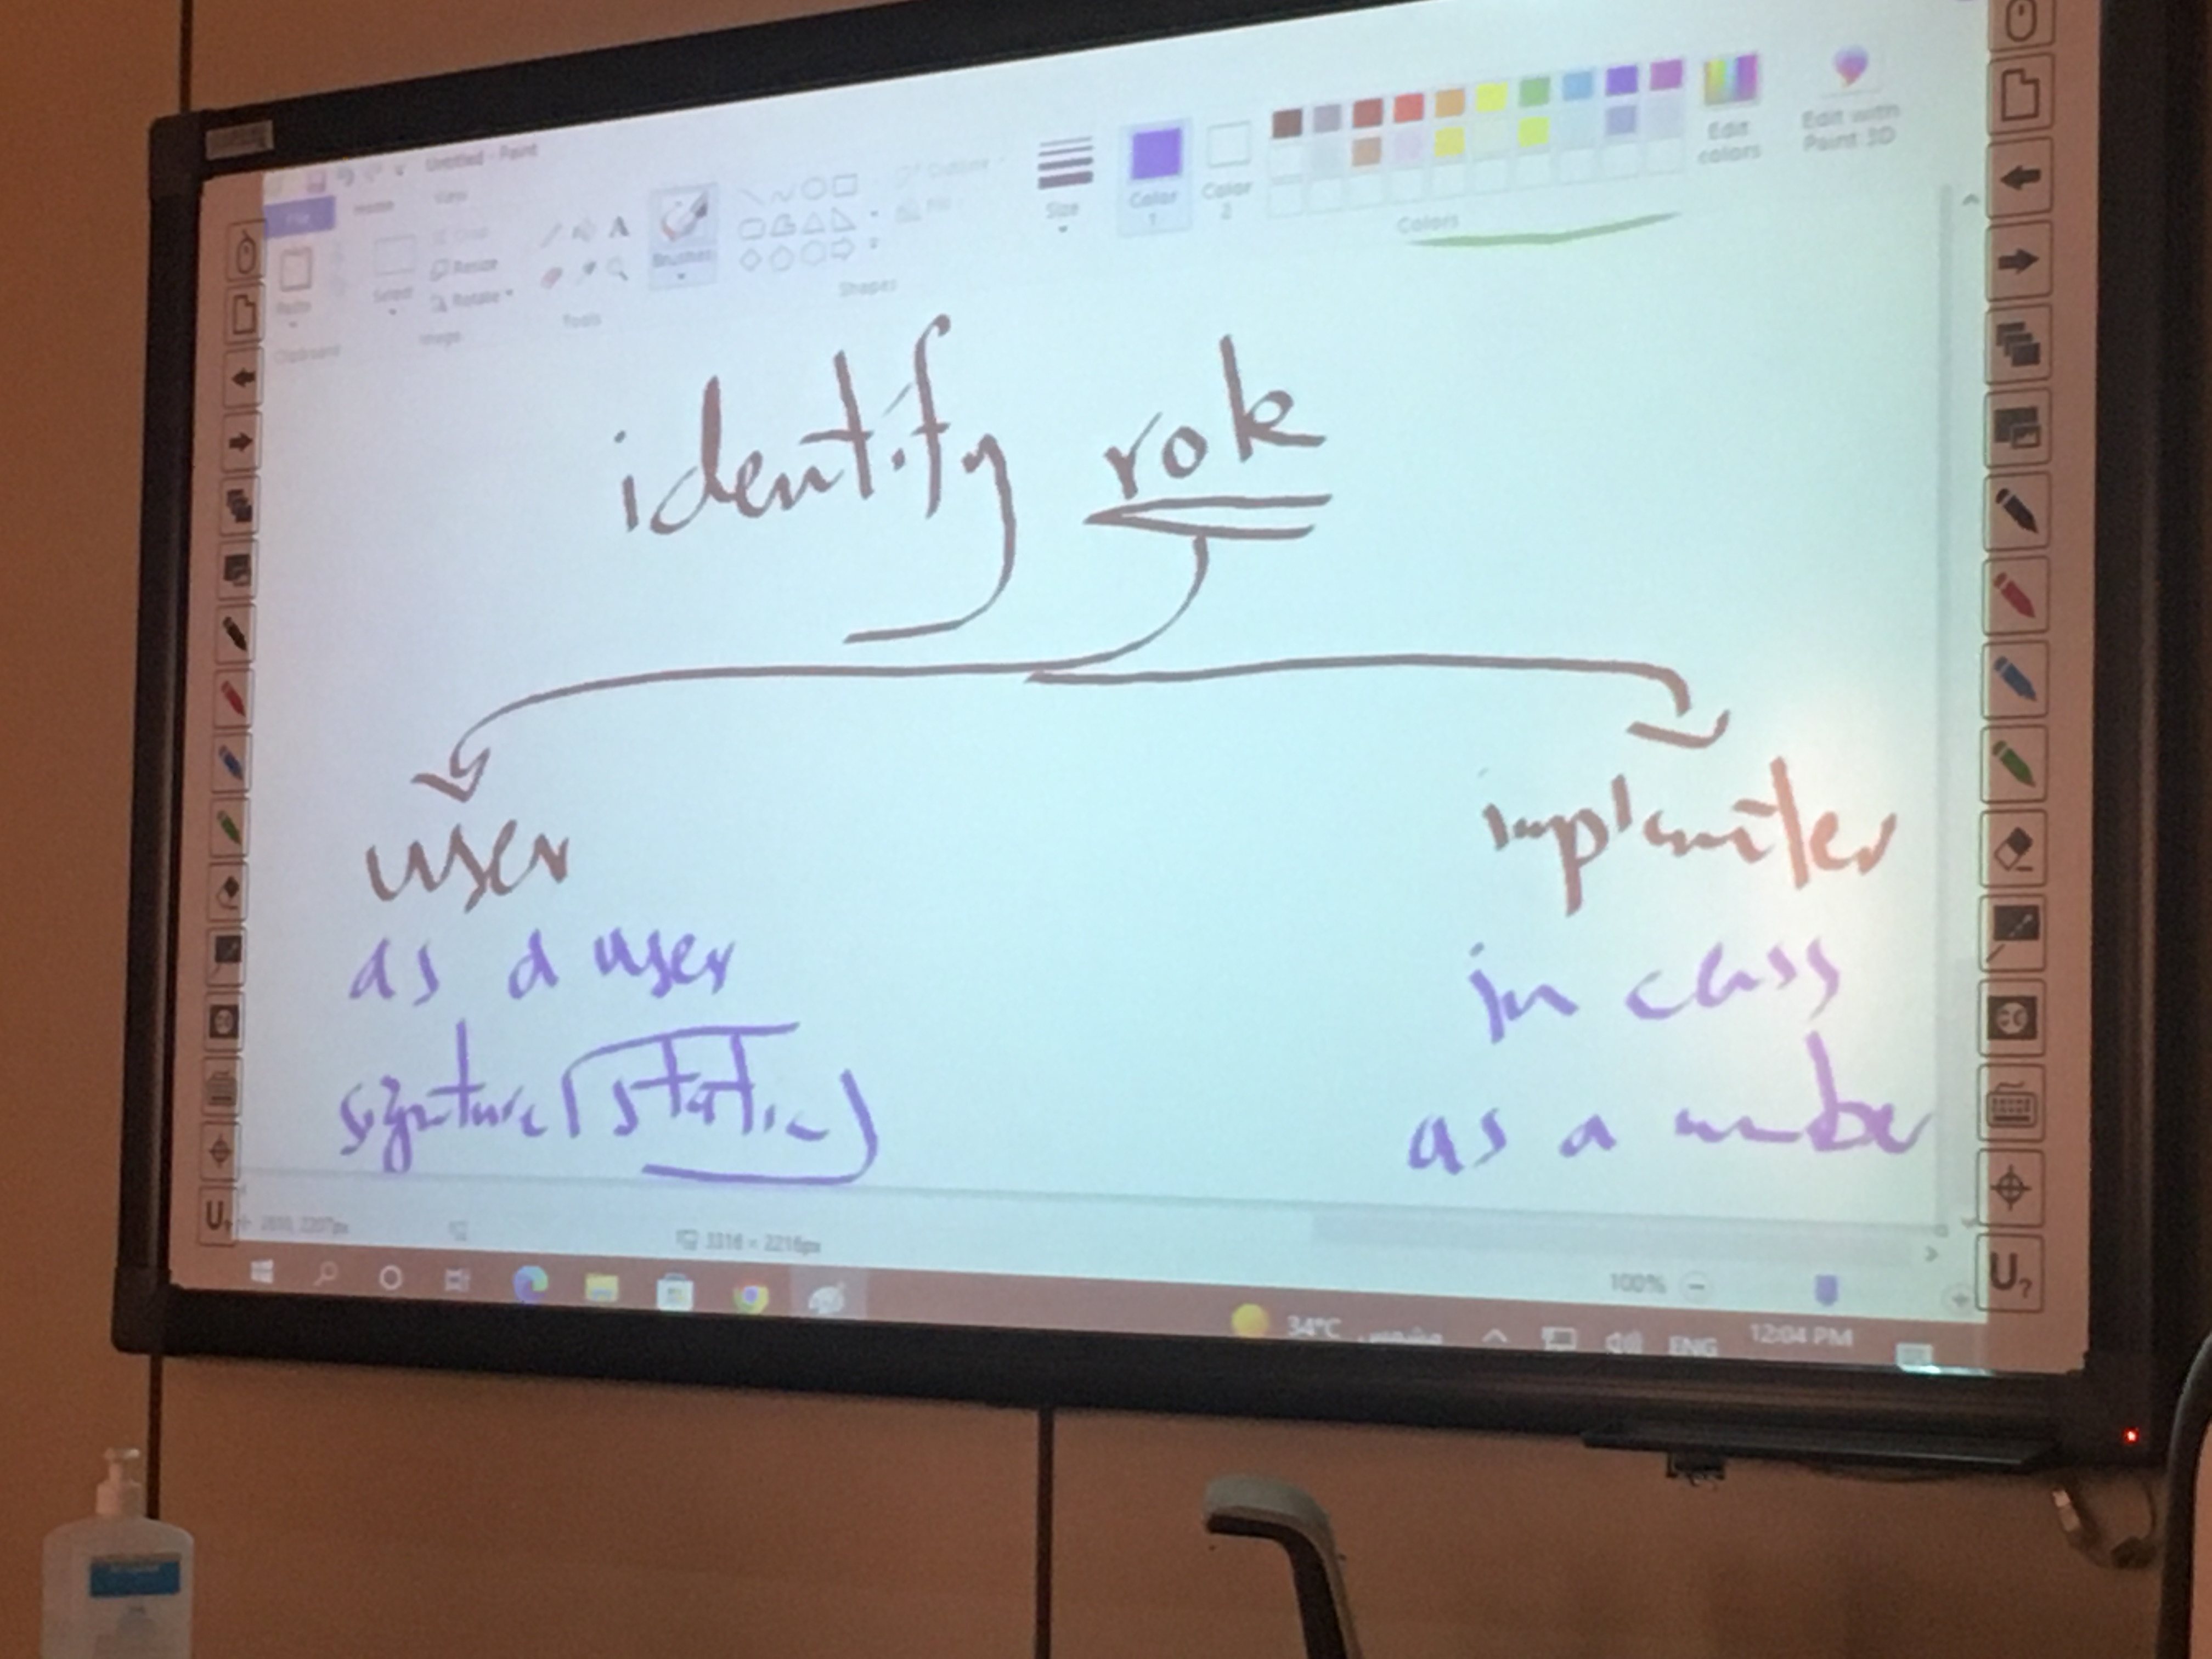 Untitled - Paint
File
Home
View
Paste
Clipboard
Select
Crop
Resize
Rotate
Image
A
Tools
Brushes
Shapes
Outline
Fill
Size
Color
1
Color
2
Colors
Edit
colors
Edit with
Paint 3D
identify role
user
implementer
as a user
in class
signature (static)
as a member
3316 × 2216px
100%
34°C
ENG
12:04 PM
U?